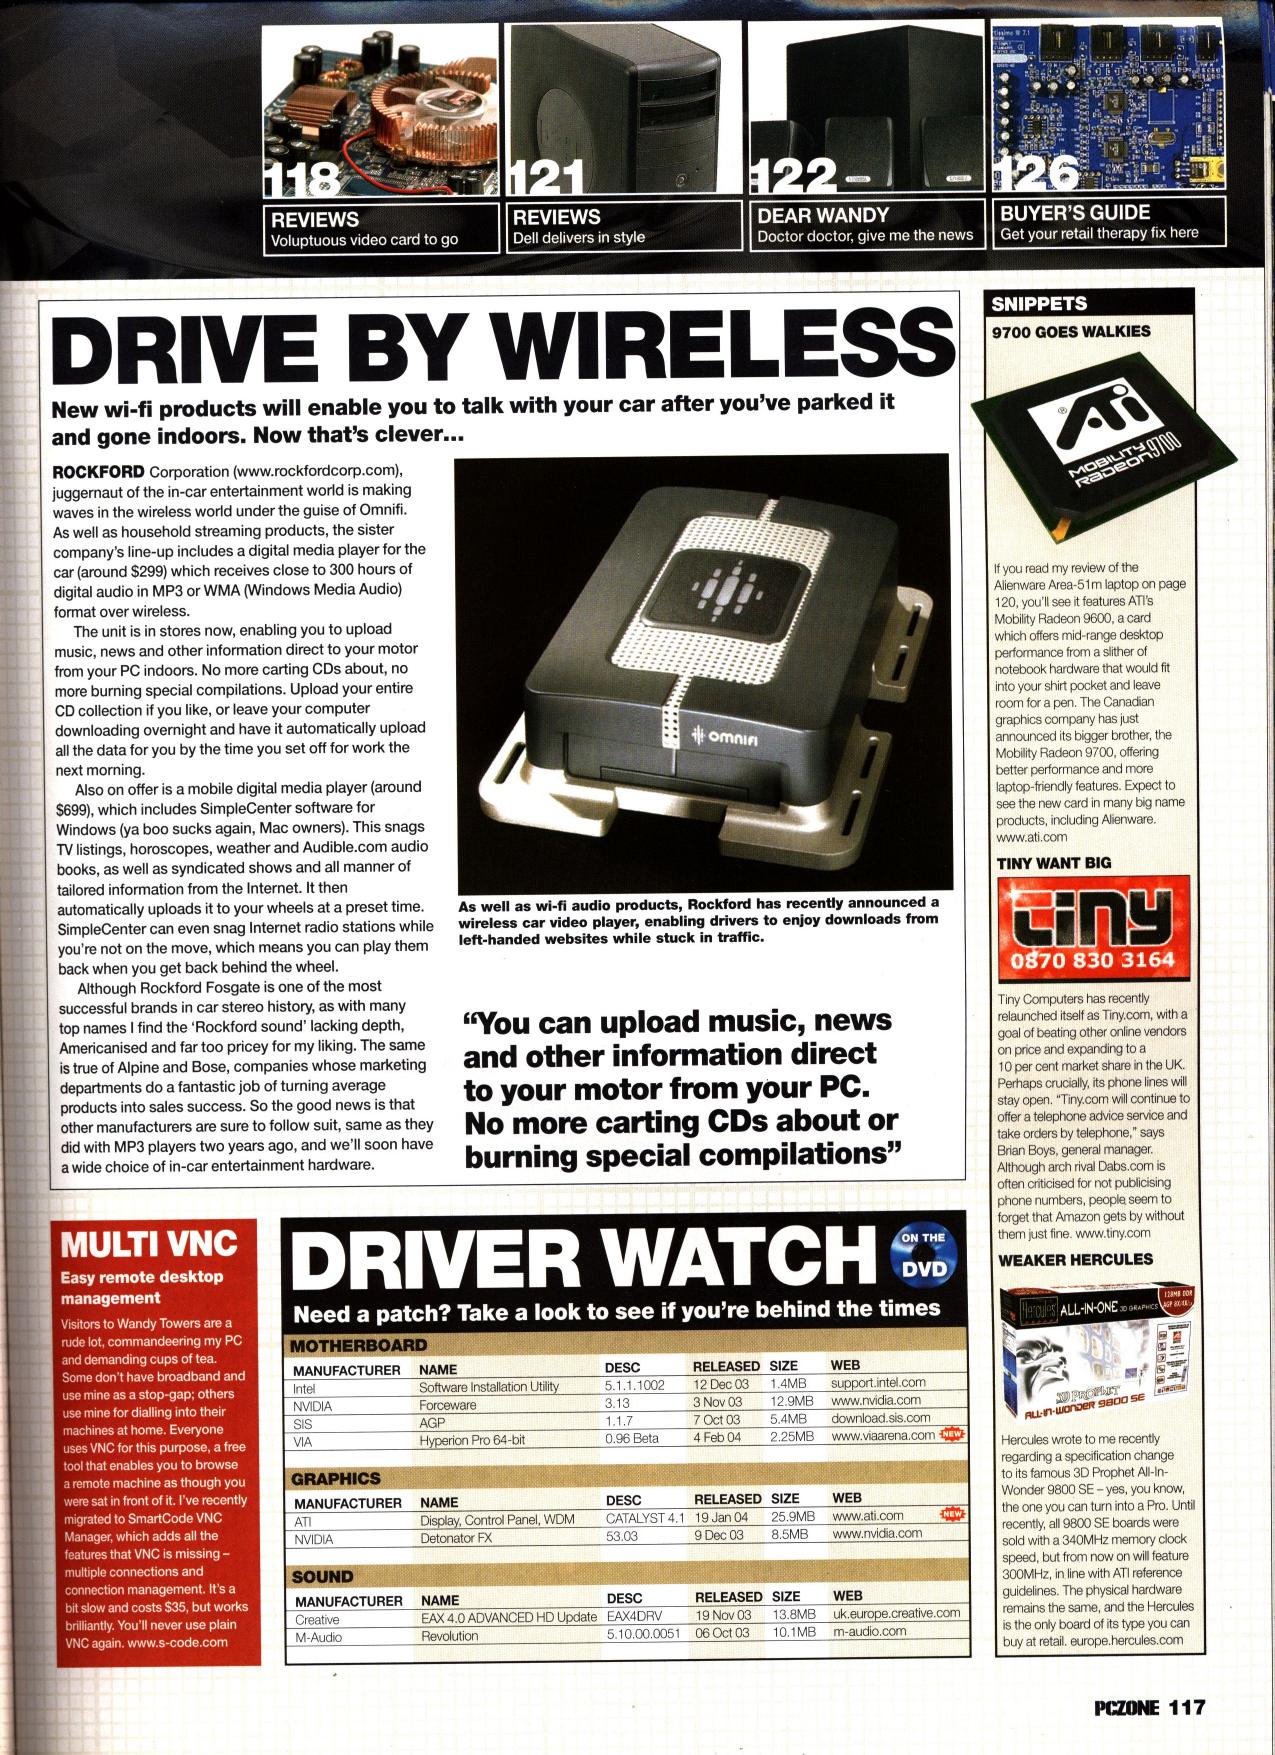 118
REVIEWS
Voluptuous video card to go
121
REVIEWS
Dell delivers in style
122
DEAR WANDY
Doctor doctor, give me the news
126
BUYER'S GUIDE
Get your retail therapy fix here
DRIVE BY WIRELESS
New wi-fi products will enable you to talk with your car after you've parked it
and gone indoors. Now that's clever...
ROCKFORD Corporation (www.rockfordcorp.com),
juggernaut of the in-car entertainment world is making
waves in the wireless world under the guise of Omnifi.
As well as household streaming products, the sister
company's line-up includes a digital media player for the
car (around $299) which receives close to 300 hours of
digital audio in MP3 or WMA (Windows Media Audio)
format over wireless.
The unit is in stores now, enabling you to upload
music, news and other information direct to your motor
from your PC indoors. No more carting CDs about, no
more burning special compilations. Upload your entire
CD collection if you like, or leave your computer
downloading overnight and have it automatically upload
all the data for you by the time you set off for work the
next morning.
Also on offer is a mobile digital media player (around
$699), which includes SimpleCenter software for
Windows (ya boo sucks again, Mac owners). This snags
TV listings, horoscopes, weather and Audible.com audio
books, as well as syndicated shows and all manner of
tailored information from the Internet. It then
automatically uploads it to your wheels at a preset time.
SimpleCenter can even snag Internet radio stations while
you're not on the move, which means you can play them
back when you get back behind the wheel.
Although Rockford Fosgate is one of the most
successful brands in car stereo history, as with many
top names I find the 'Rockford sound' lacking depth,
Americanised and far too pricey for my liking. The same
is true of Alpine and Bose, companies whose marketing
departments do a fantastic job of turning average
products into sales success. So the good news is that
other manufacturers are sure to follow suit, same as they
did with MP3 players two years ago, and we'll soon have
a wide choice of in-car entertainment hardware.
OMNIFI
As well as wi-fi audio products, Rockford has recently announced a
wireless car video player, enabling drivers to enjoy downloads from
left-handed websites while stuck in traffic.
"You can upload music, news
and other information direct
to your motor from your PC.
No more carting CDs about or
burning special compilations"
SNIPPETS
9700 GOES WALKIES
ATi
MOBILITY
RADEON 9700
If you read my review of the
Alienware Area-51m laptop on page
120, you'll see it features ATI's
Mobility Radeon 9600, a card
which offers mid-range desktop
performance from a slither of
notebook hardware that would fit
into your shirt pocket and leave
room for a pen. The Canadian
graphics company has just
announced its bigger brother, the
Mobility Radeon 9700, offering
better performance and more
laptop-friendly features. Expect to
see the new card in many big name
products, including Alienware.
www.ati.com
TINY WANT BIG
tiny
0870 830 3164
Tiny Computers has recently
relaunched itself as Tiny.com, with a
goal of beating other online vendors
on price and expanding to a
10 per cent market share in the UK.
Perhaps crucially, its phone lines will
stay open. "Tiny.com will continue to
offer a telephone advice service and
take orders by telephone," says
Brian Boys, general manager.
Although arch rival Dabs.com is
often criticised for not publicising
phone numbers, people seem to
forget that Amazon gets by without
them just fine. www.tiny.com
WEAKER HERCULES
Hercules ALL-IN-ONE 3D GRAPHICS
128MB DDR
AGP 8X/4X
3D PROPHET
ALL-IN-WONDER 9800 SE
Hercules wrote to me recently
regarding a specification change
to its famous 3D Prophet All-In-
Wonder 9800 SE – yes, you know,
the one you can turn into a Pro. Until
recently, all 9800 SE boards were
sold with a 340MHz memory clock
speed, but from now on will feature
300MHz, in line with ATI reference
guidelines. The physical hardware
remains the same, and the Hercules
is the only board of its type you can
buy at retail. europe.hercules.com
MULTI VNC
Easy remote desktop
management
Visitors to Wandy Towers are a
rude lot, commandeering my PC
and demanding cups of tea.
Some don't have broadband and
use mine as a stop-gap; others
use mine for dialling into their
machines at home. Everyone
uses VNC for this purpose, a free
tool that enables you to browse
a remote machine as though you
were sat in front of it. I've recently
migrated to SmartCode VNC
Manager, which adds all the
features that VNC is missing –
multiple connections and
connection management. It's a
bit slow and costs $35, but works
brilliantly. You'll never use plain
VNC again. www.s-code.com
DRIVER WATCH
ON THE
DVD
Need a patch? Take a look to see if you're behind the times
MOTHERBOARD
MANUFACTURER NAME DESC RELEASED SIZE WEB
Intel Software Installation Utility 5.1.1.1002 12 Dec 03 1.4MB support.intel.com
NVIDIA Forceware 3.13 3 Nov 03 12.9MB www.nvidia.com
SIS AGP 1.1.7 7 Oct 03 5.4MB download.sis.com
VIA Hyperion Pro 64-bit 0.96 Beta 4 Feb 04 2.25MB www.viaarena.com NEW
GRAPHICS
MANUFACTURER NAME DESC RELEASED SIZE WEB
ATI Display, Control Panel, WDM CATALYST 4.1 19 Jan 04 25.9MB www.ati.com NEW
NVIDIA Detonator FX 53.03 9 Dec 03 8.5MB www.nvidia.com
SOUND
MANUFACTURER NAME DESC RELEASED SIZE WEB
Creative EAX 4.0 ADVANCED HD Update EAX4DRV 19 Nov 03 13.8MB uk.europe.creative.com
M-Audio Revolution 5.10.00.0051 06 Oct 03 10.1MB m-audio.com
PCZONE 117